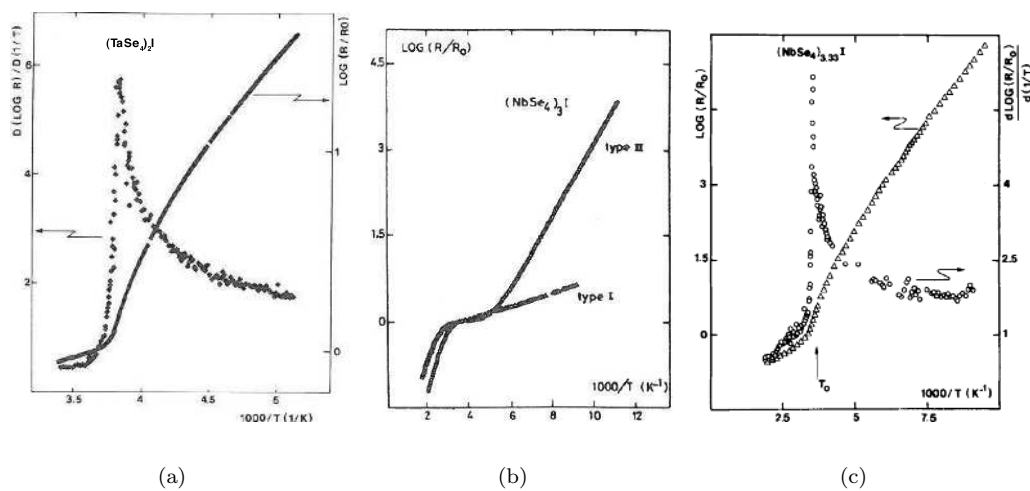 (TaSe₄)₂I
D (LOG R) / D (1/T)
LOG (R / R0)
6
4
2
1
0
3.5
4
4.5
5
1000/T (1/K)
(a)
LOG (R/R₀)
4.5
3
1.5
0
(NbSe₄)₃I
type III
type I
1000/T (K⁻¹)
2
4
6
8
10
12
(b)
LOG (R/R₀)
(NbSe₄)₃.₃₃I
d LOG (R/R₀)
d (1/T)
3
1.5
0
4
2.5
1
T₀
2.5
5
7.5
1000/T (K⁻¹)
(c)